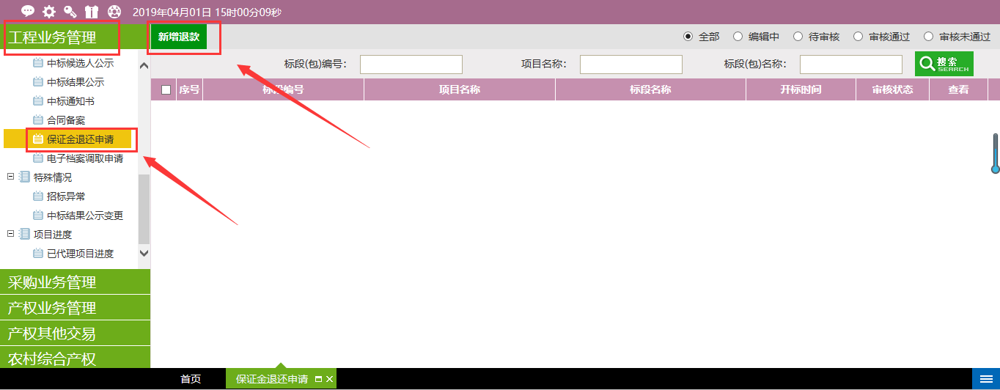 2019年04月01日 15时00分09秒
工程业务管理
中标候选人公示
中标结果公示
中标通知书
合同备案
保证金退还申请
电子档案调取申请
特殊情况
招标异常
中标结果公示变更
项目进度
已代理项目进度
采购业务管理
产权业务管理
产权其他交易
农村综合产权
新增退款 全部 编辑中 待审核 审核通过 审核未通过
标段(包)编号： 项目名称： 标段(包)名称： 搜索 SEARCH
序号 标段编号 项目名称 标段名称 开标时间 审核状态 查看
首页 保证金退还申请